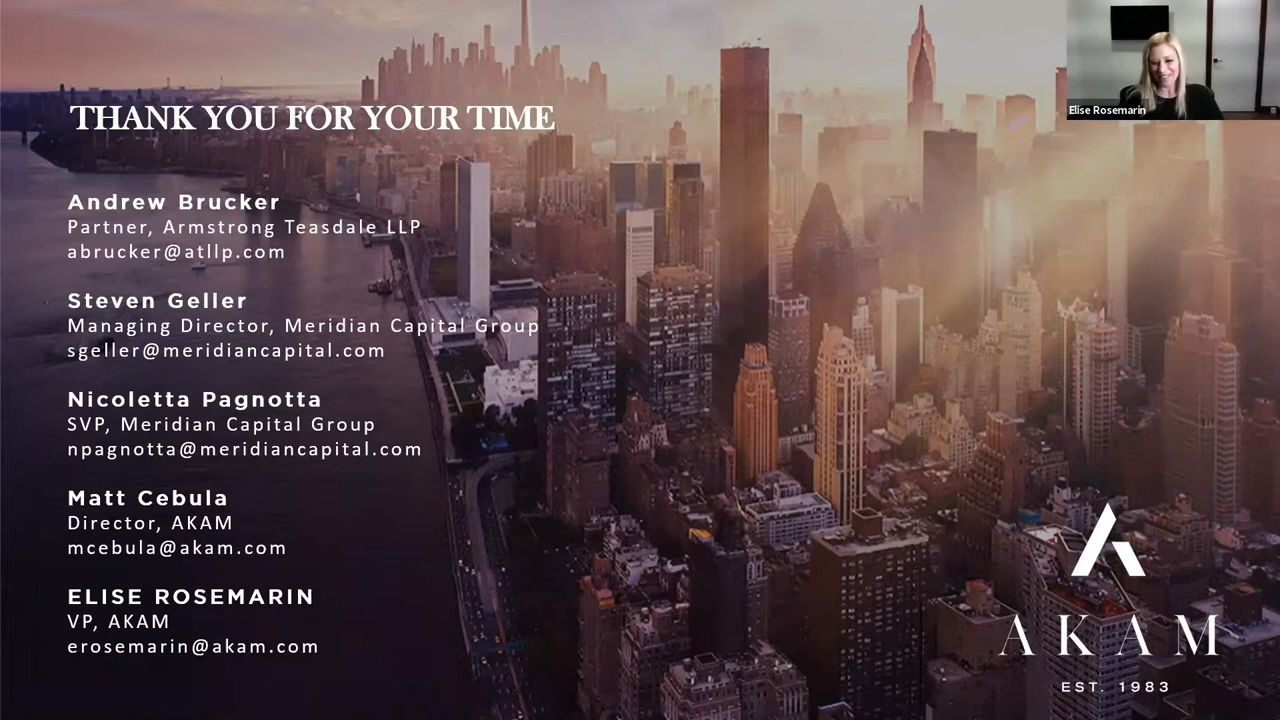 THANK YOU FOR YOUR TIME
Andrew Brucker
Partner, Armstrong Teasdale LLP
abrucker@atllp.com
Steven Geller
Managing Director, Meridian Capital Group
sgeller@meridiancapital.com
Nicoletta Pagnotta
SVP, Meridian Capital Group
npagnotta@meridiancapital.com
Matt Cebula
Director, AKAM
mcebula@akam.com
ELISE ROSEMARIN
VP, AKAM
erosemarin@akam.com
Elise Rosemarin
AKAM
EST. 1983